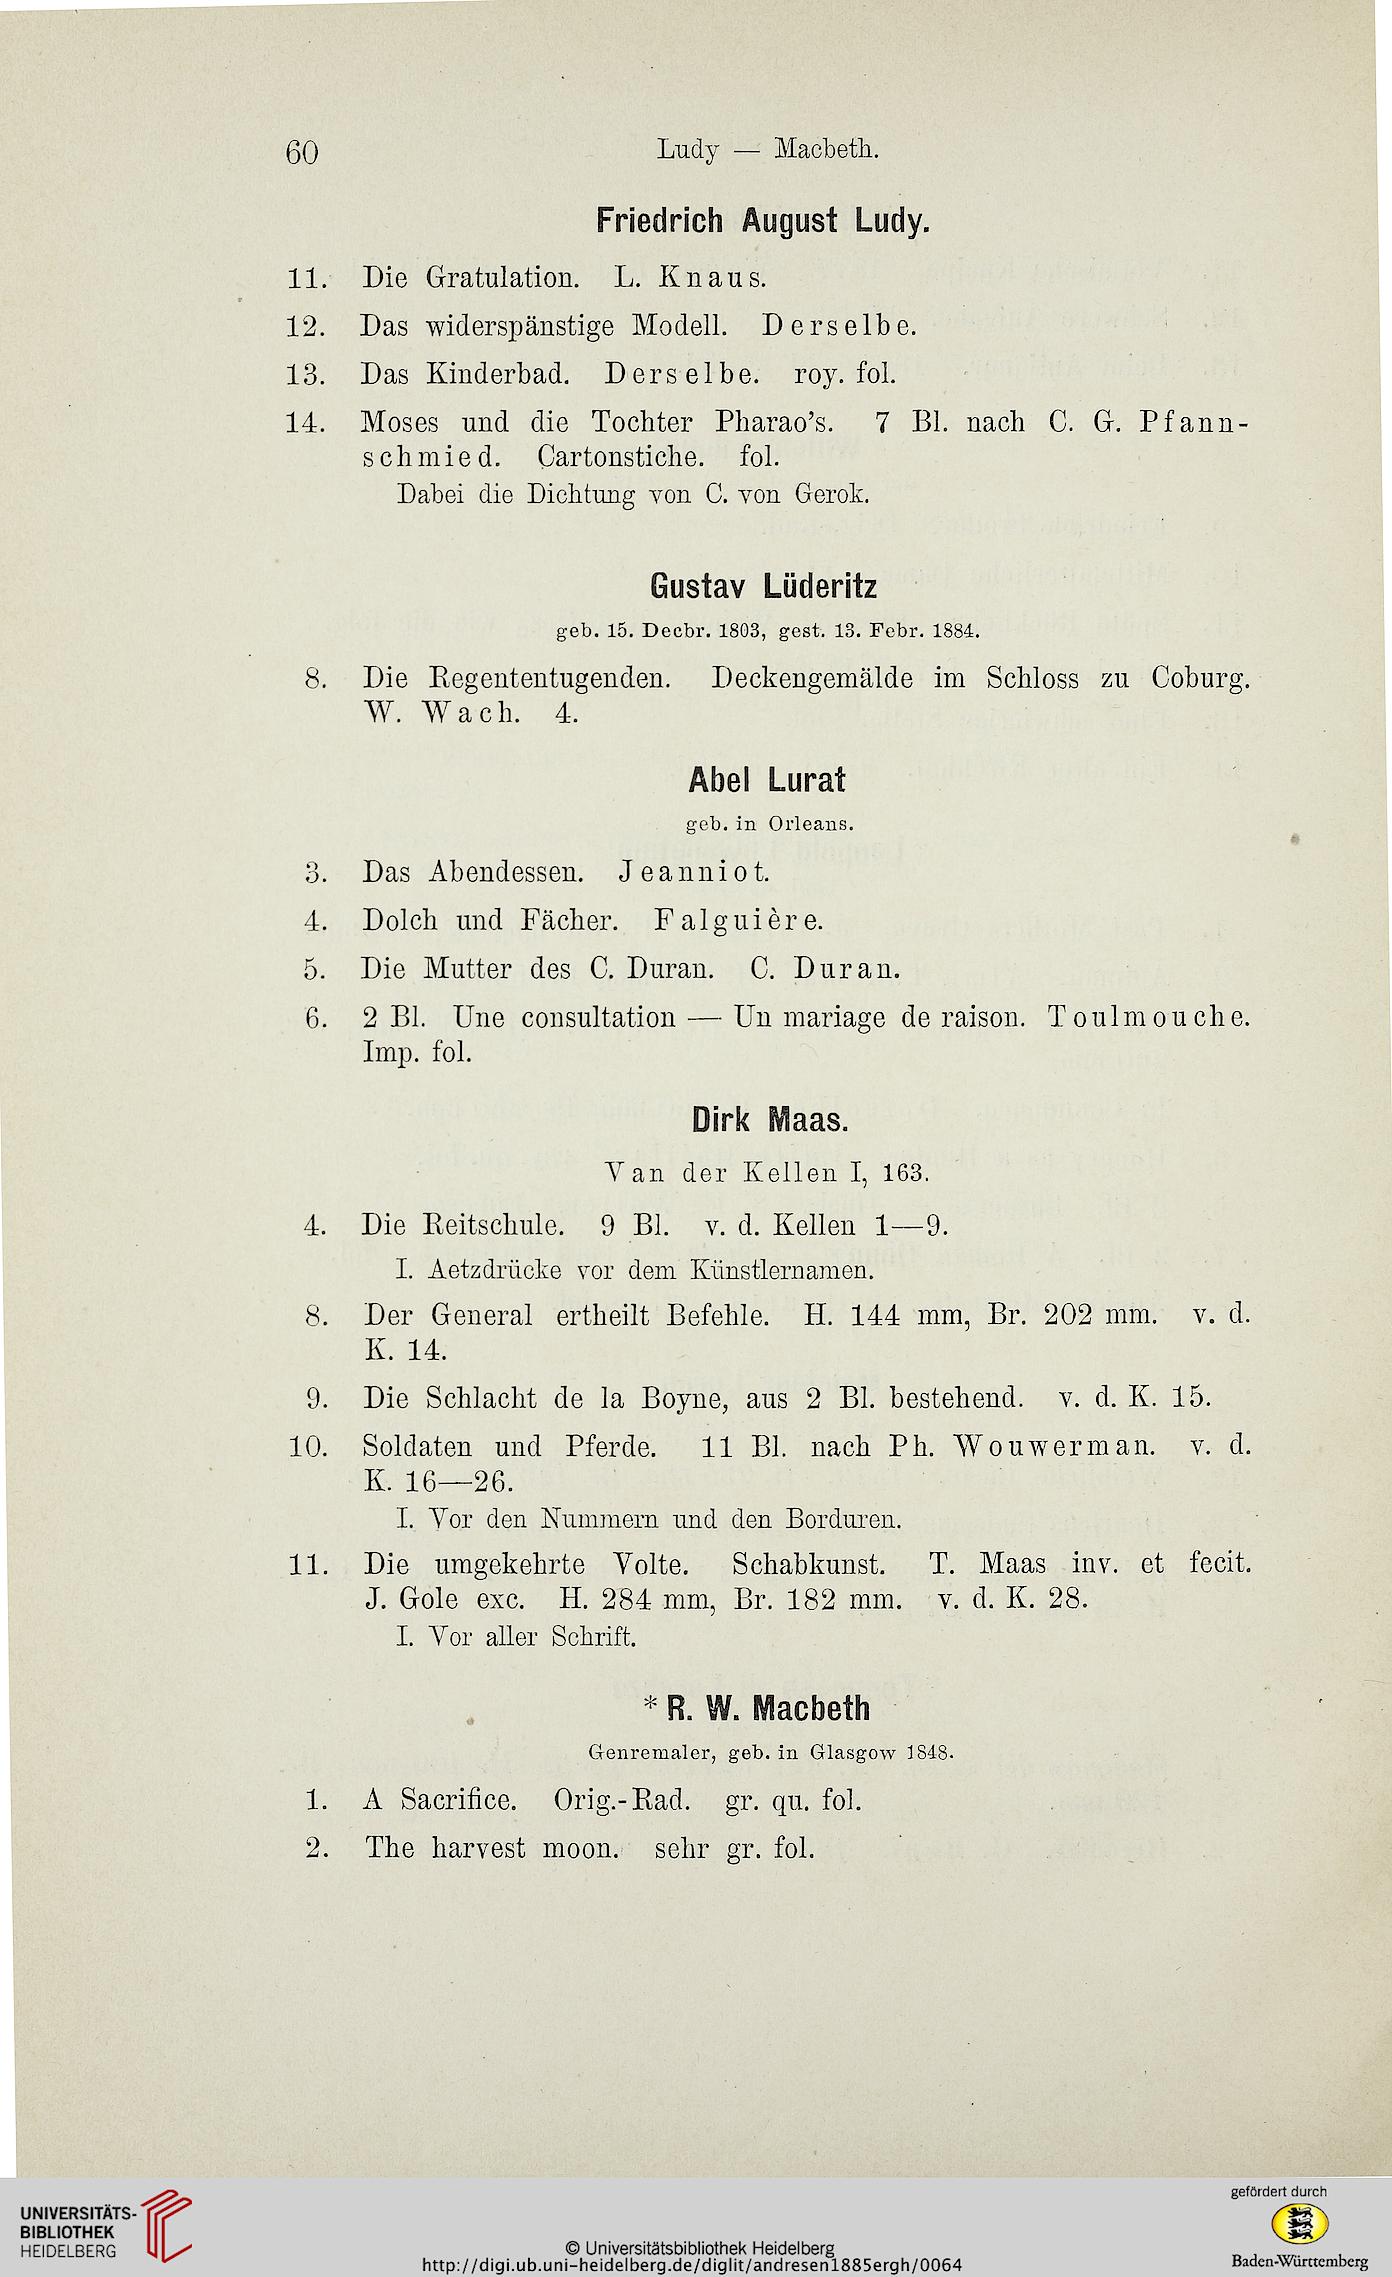 60
Ludy — Macbeth.
Friedrich August Ludy.
11. Die Gratulation. L. Knaus.
12. Das widerspänstige Modell. Derselbe.
13. Das Kinderbad. Derselbe. roy. fol.
14. Moses und die Tochter Pharao's. 7 Bl. nach C. G. Pfann-
schmied. Cartonstiche. fol.
Dabei die Dichtung von C. von Gerok.
Gustav Lüderitz
geb. 15. Decbr. 1803, gest. 13. Febr. 1884.
8. Die Regententugenden. Deckengemälde im Schloss zu Coburg.
W. Wach. 4.
Abel Lurat
geb. in Orleans.
3. Das Abendessen. Jeanniot.
4. Dolch und Fächer. Falguière.
5. Die Mutter des C. Duran. C. Duran.
6. 2 Bl. Une consultation — Un mariage de raison. Toulmouche.
Imp. fol.
Dirk Maas.
Van der Kellen I, 163.
4. Die Reitschule. 9 Bl. v. d. Kellen 1—9.
I. Aetzdrücke vor dem Künstlernamen.
8. Der General ertheilt Befehle. H. 144 mm, Br. 202 mm. v. d.
K. 14.
9. Die Schlacht de la Boyne, aus 2 Bl. bestehend. v. d. K. 15.
10. Soldaten und Pferde. 11 Bl. nach Ph. Wouwerman. v. d.
K. 16—26.
I. Vor den Nummern und den Borduren.
11. Die umgekehrte Volte. Schabkunst. T. Maas inv. et fecit.
J. Gole exc. H. 284 mm, Br. 182 mm. v. d. K. 28.
I. Vor aller Schrift.
* R. W. Macbeth
Genremaler, geb. in Glasgow 1848.
1. A Sacrifice. Orig.-Rad. gr. qu. fol.
2. The harvest moon. sehr gr. fol.
UNIVERSITÄTS-
BIBLIOTHEK
HEIDELBERG
© Universitätsbibliothek Heidelberg
http://digi.ub.uni-heidelberg.de/diglit/andresen1885ergh/0064
gefördert durch
Baden-Württemberg